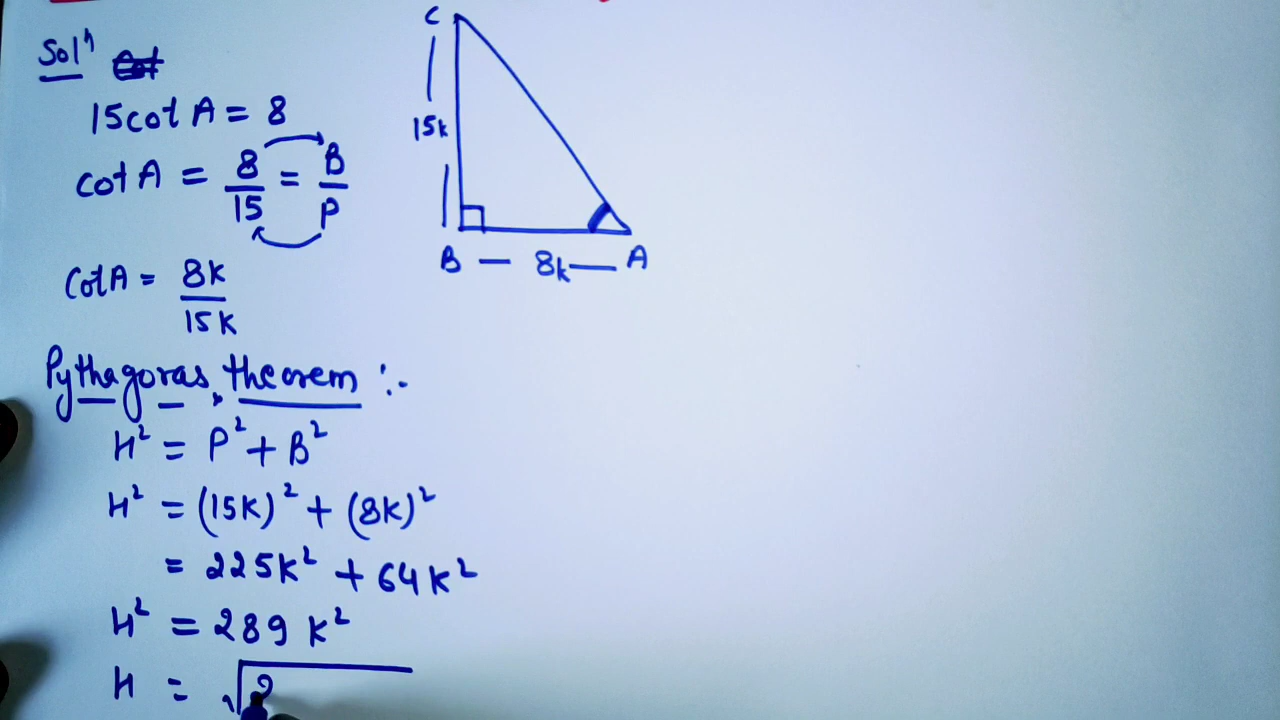 Solⁿ
15cot A = 8
cot A = 8/15 = B/P
Cot A = 8k/15k
Pythagoras theorem :-
H² = P² + B²
H² = (15k)² + (8k)²
= 225k² + 64k²
H² = 289 k²
H = √2
C
15k
B — 8k — A